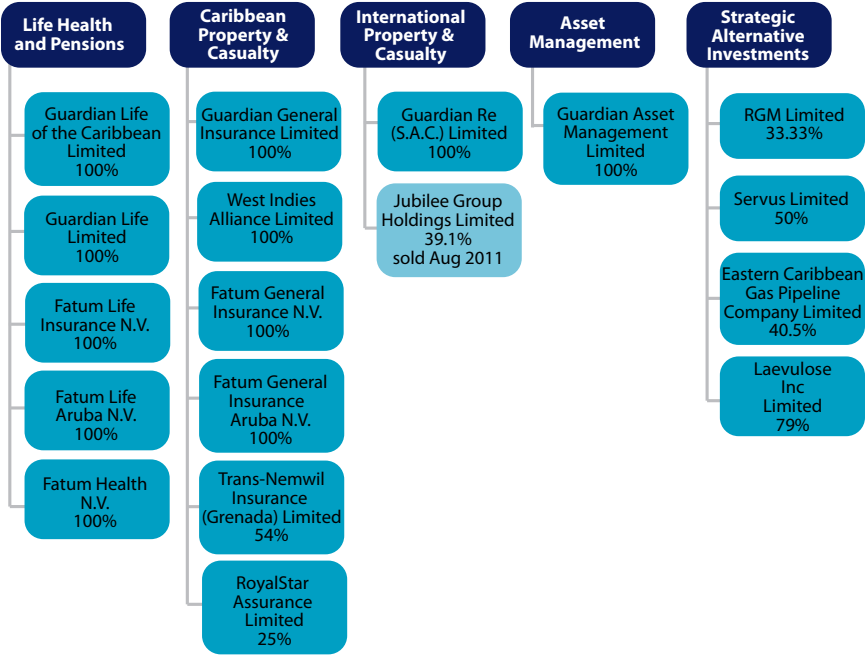 Life Health
and Pensions
Guardian Life
of the Caribbean
Limited
100%
Guardian Life
Limited
100%
Fatum Life
Insurance N.V.
100%
Fatum Life
Aruba N.V.
100%
Fatum Health
N.V.
100%
Caribbean
Property &
Casualty
Guardian General
Insurance Limited
100%
West Indies
Alliance Limited
100%
Fatum General
Insurance N.V.
100%
Fatum General
Insurance
Aruba N.V.
100%
Trans-Nemwil
Insurance
(Grenada) Limited
54%
RoyalStar
Assurance
Limited
25%
International
Property &
Casualty
Guardian Re
(S.A.C.) Limited
100%
Jubilee Group
Holdings Limited
39.1%
sold Aug 2011
Asset
Management
Guardian Asset
Management
Limited
100%
Strategic
Alternative
Investments
RGM Limited
33.33%
Servus Limited
50%
Eastern Caribbean
Gas Pipeline
Company Limited
40.5%
Laevulose
Inc
Limited
79%